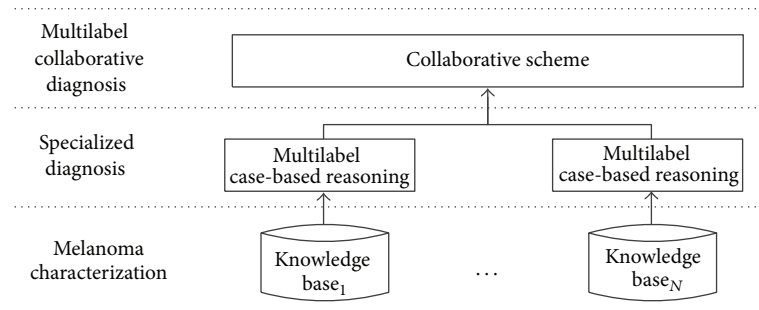 Multilabel
collaborative
diagnosis
Collaborative scheme
Specialized
diagnosis
Multilabel
case-based reasoning
Multilabel
case-based reasoning
Melanoma
characterization
Knowledge
base1
...
Knowledge
baseN